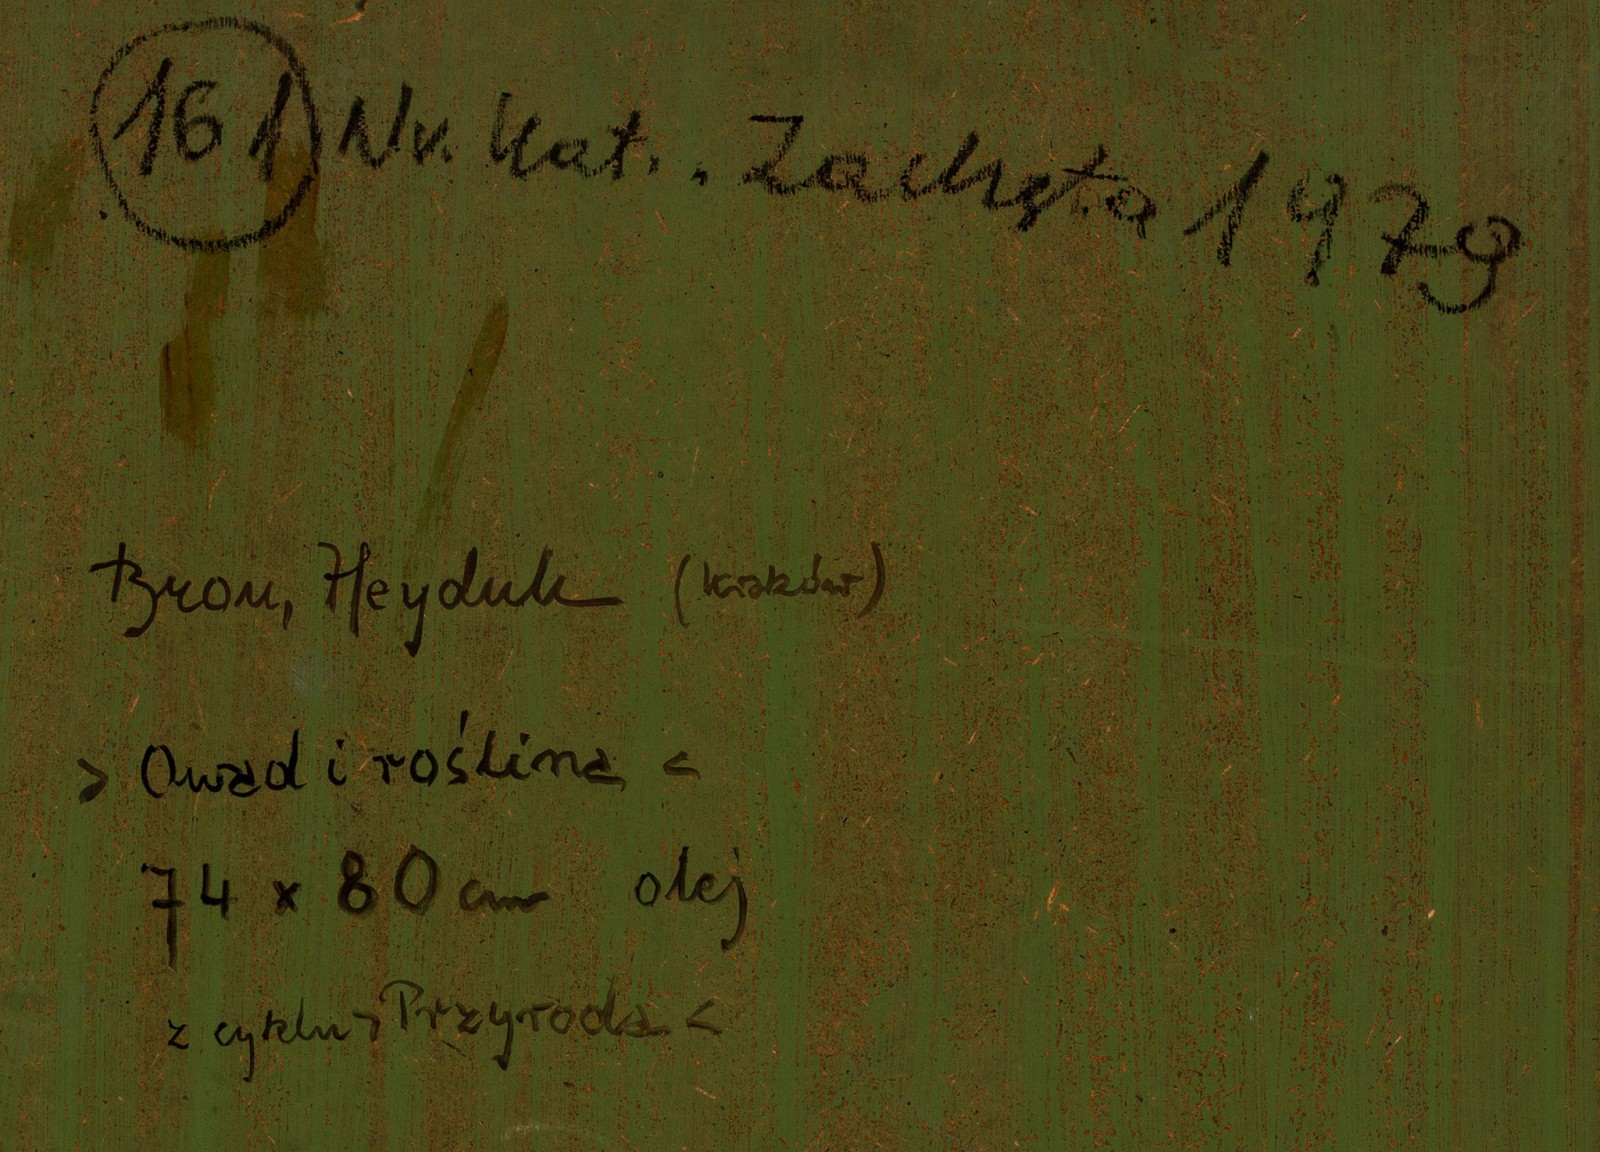 161 Nr. Kat., Zachęta 1979
Bron, Heyduk (Kraków)
> Owad i roślina <
74 x 80 cm olej
z cyklu > Przyroda <